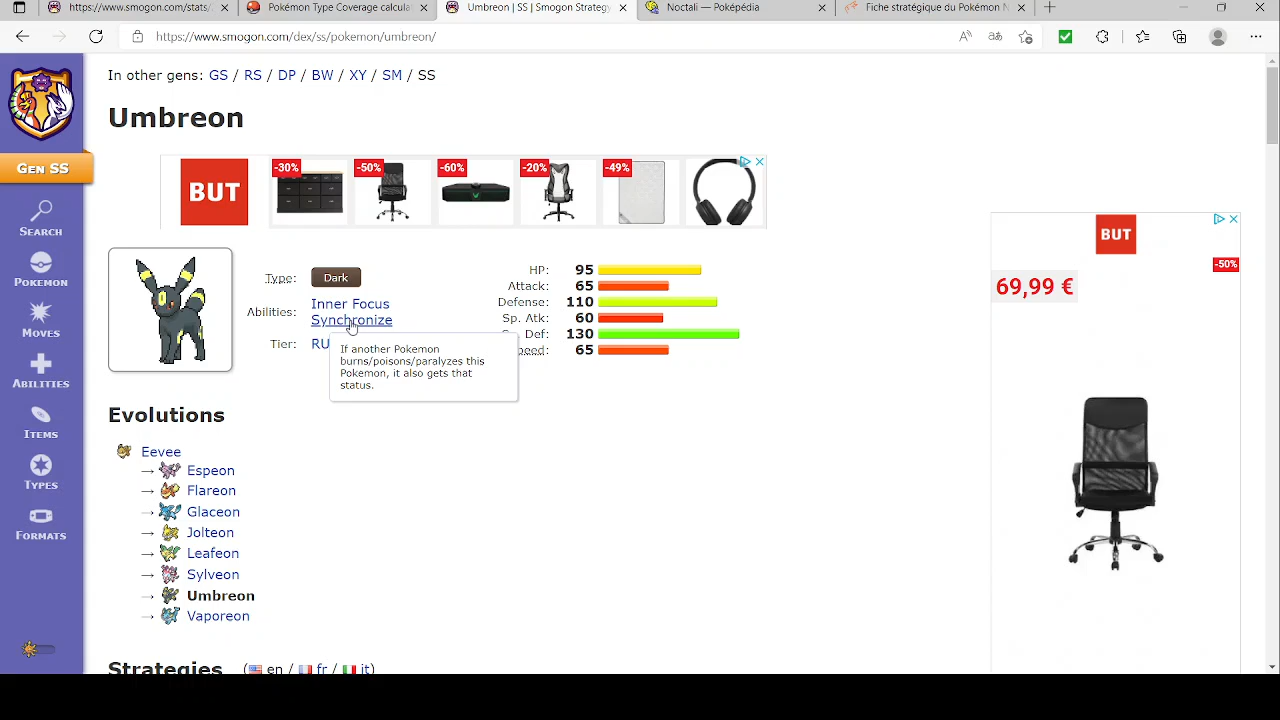 https://www.smogon.com/stats/
Pokémon Type Coverage calcula
Umbreon | SS | Smogon Strategy
Noctali — Poképédia
Fiche stratégique du Pokémon N
https://www.smogon.com/dex/ss/pokemon/umbreon/
In other gens: GS / RS / DP / BW / XY / SM / SS
Umbreon
GEN SS
SEARCH
POKEMON
MOVES
ABILITIES
ITEMS
TYPES
FORMATS
BUT
-30%
-50%
-60%
-20%
-49%
BUT
-50%
69,99 €
Type: Dark
Abilities: Inner Focus
Synchronize
Tier: RU
If another Pokemon
burns/poisons/paralyzes this
Pokemon, it also gets that
status.
HP: 95
Attack: 65
Defense: 110
Sp. Atk: 60
Def: 130
65
Evolutions
Eevee
→ Espeon
→ Flareon
→ Glaceon
→ Jolteon
→ Leafeon
→ Sylveon
→ Umbreon
→ Vaporeon
Strategies (en / fr / it)